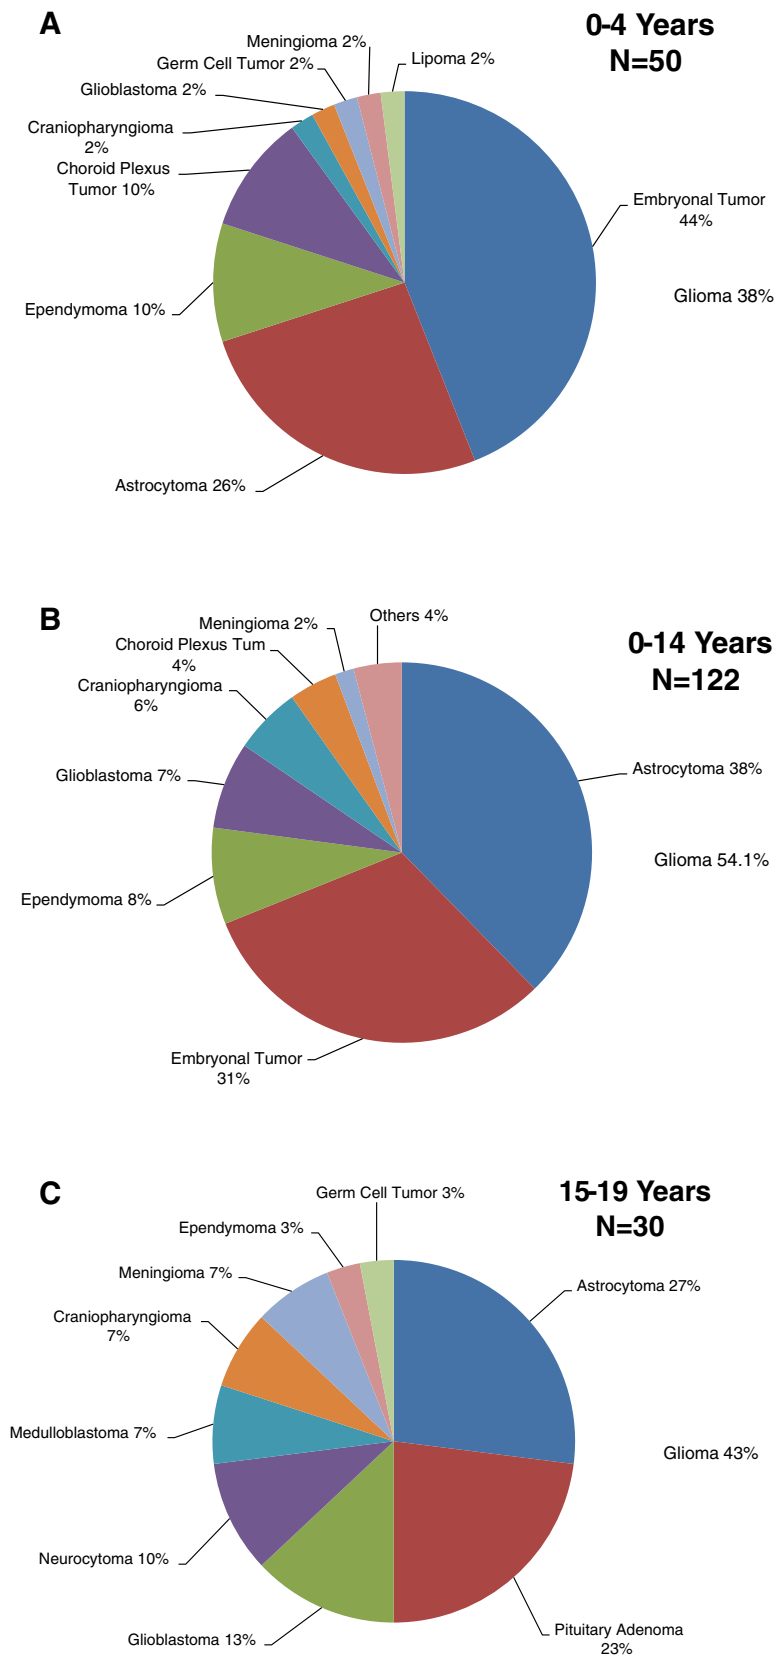 A
0-4 Years
N=50
Meningioma 2%
Germ Cell Tumor 2%
Lipoma 2%
Glioblastoma 2%
Craniopharyngioma
2%
Choroid Plexus
Tumor 10%
Embryonal Tumor
44%
Glioma 38%
Ependymoma 10%
Astrocytoma 26%
B
0-14 Years
N=122
Others 4%
Meningioma 2%
Choroid Plexus Tum
4%
Craniopharyngioma
6%
Astrocytoma 38%
Glioblastoma 7%
Glioma 54.1%
Ependymoma 8%
Embryonal Tumor
31%
C
15-19 Years
N=30
Germ Cell Tumor 3%
Ependymoma 3%
Meningioma 7%
Astrocytoma 27%
Craniopharyngioma
7%
Medulloblastoma 7%
Glioma 43%
Neurocytoma 10%
Glioblastoma 13%
Pituitary Adenoma
23%